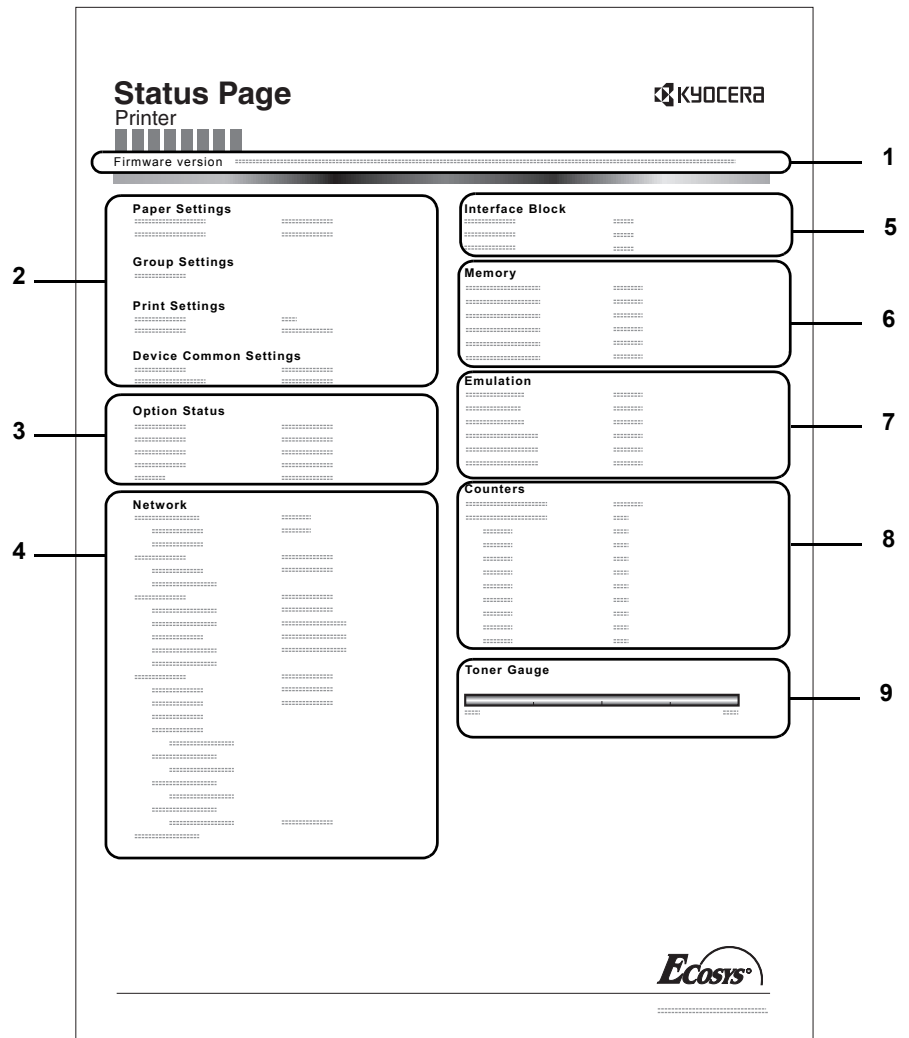 Status Page
KYOCERA
Printer
Firmware version
1
Paper Settings
Group Settings
Print Settings
Device Common Settings
2
Option Status
3
Network
4
Interface Block
5
Memory
6
Emulation
7
Counters
8
Toner Gauge
9
ECOSYS